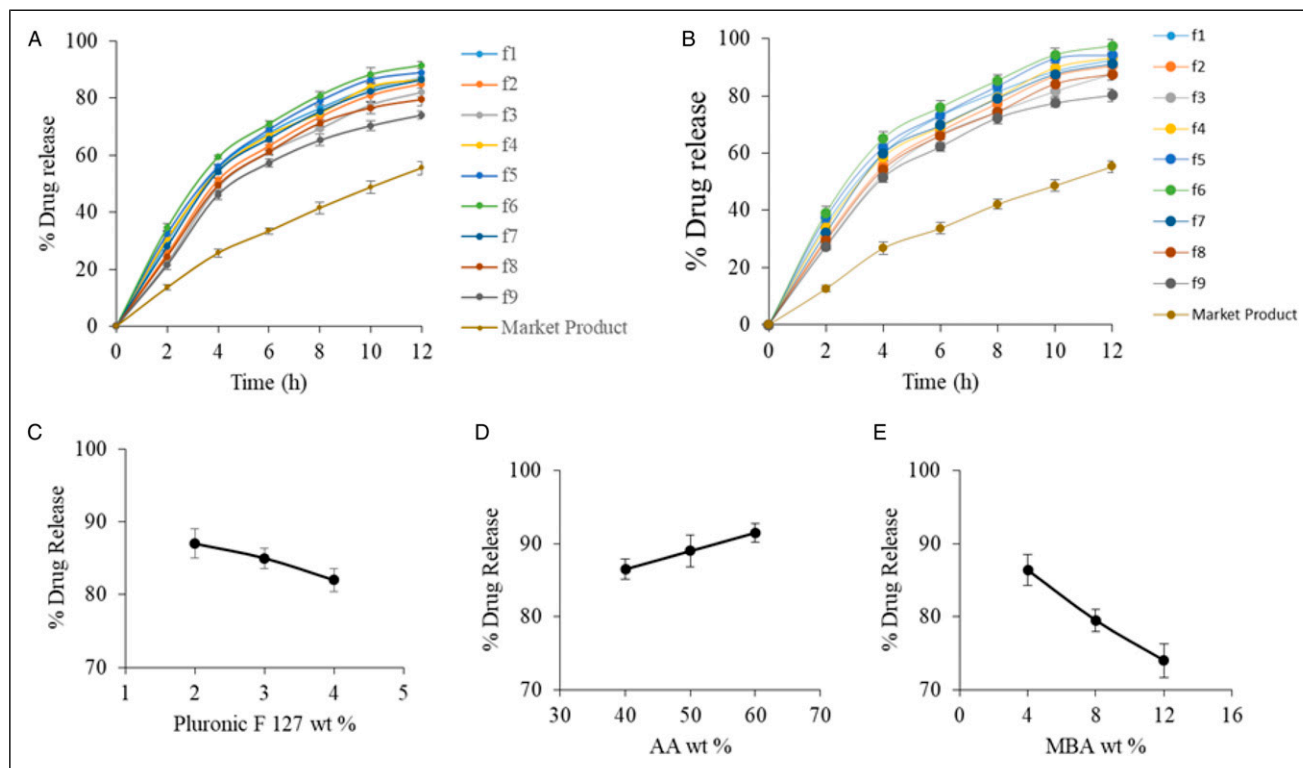 A
100
80
60
40
20
0
% Drug release
0 2 4 6 8 10 12
Time (h)
f1
f2
f3
f4
f5
f6
f7
f8
f9
Market Product
B
100
80
60
40
20
0
% Drug release
0 2 4 6 8 10 12
Time (h)
f1
f2
f3
f4
f5
f6
f7
f8
f9
Market Product
C
100
90
80
70
% Drug Release
1 2 3 4 5
Pluronic F 127 wt %
D
100
90
80
70
% Drug Release
30 40 50 60 70
AA wt %
E
100
90
80
70
% Drug Release
0 4 8 12 16
MBA wt %